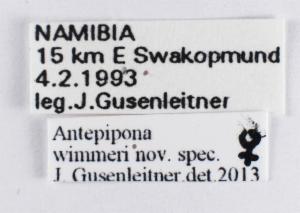 NAMIBIA
15 km E Swakopmund
4.2.1993
leg.J.Gusenleitner
Antepipona ♀
wimmeri nov. spec.
J. Gusenleitner det.2013